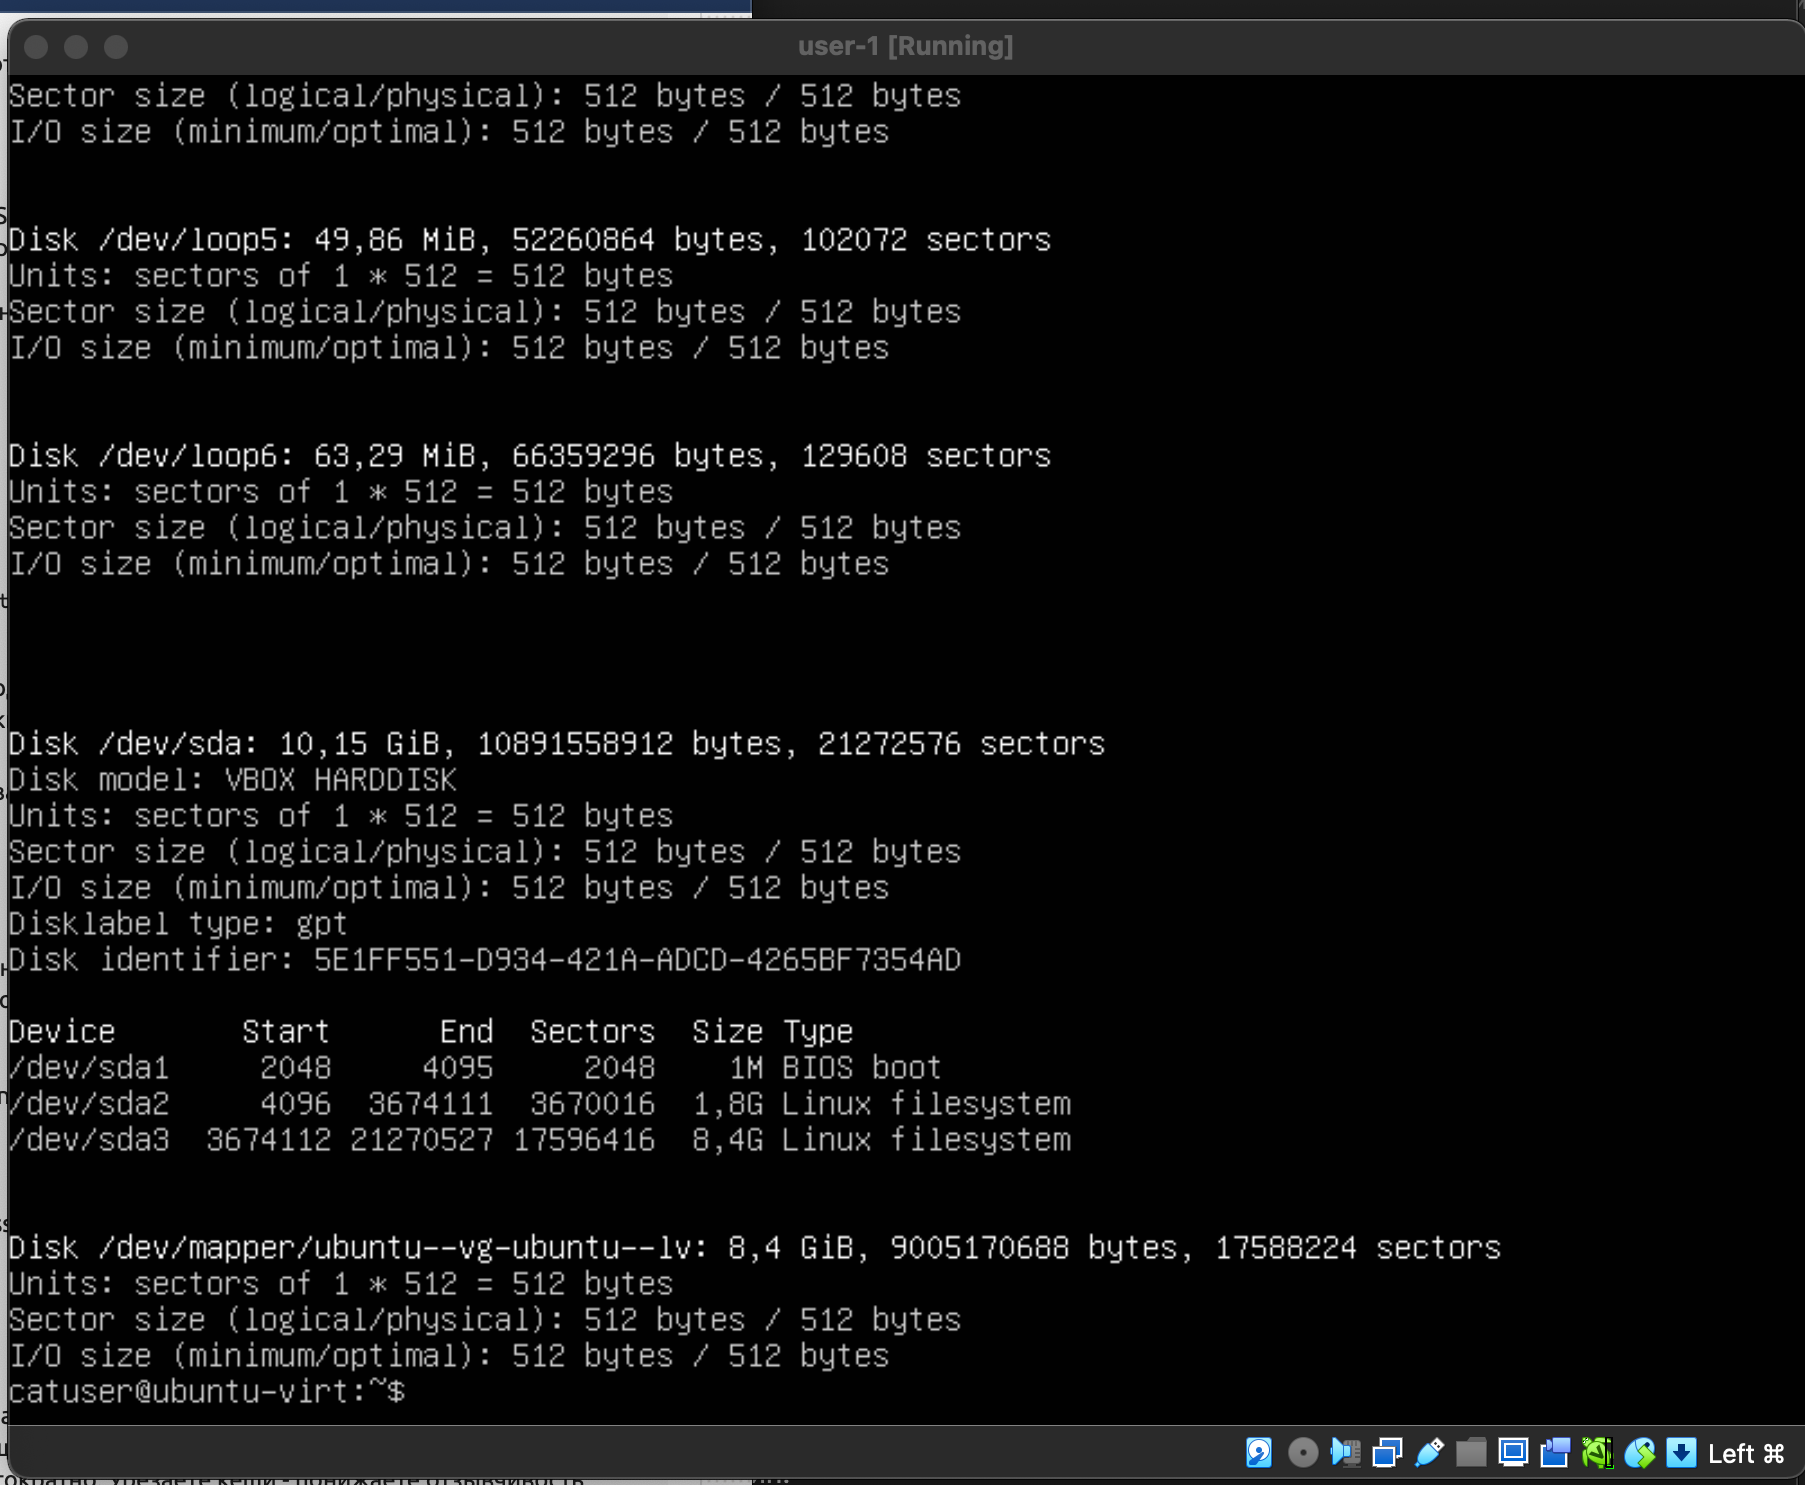 user-1 [Running]
Sector size (logical/physical): 512 bytes / 512 bytes
I/O size (minimum/optimal): 512 bytes / 512 bytes
Disk /dev/loop5: 49,86 MiB, 52260864 bytes, 102072 sectors
Units: sectors of 1 * 512 = 512 bytes
Sector size (logical/physical): 512 bytes / 512 bytes
I/O size (minimum/optimal): 512 bytes / 512 bytes
Disk /dev/loop6: 63,29 MiB, 66359296 bytes, 129608 sectors
Units: sectors of 1 * 512 = 512 bytes
Sector size (logical/physical): 512 bytes / 512 bytes
I/O size (minimum/optimal): 512 bytes / 512 bytes
Disk /dev/sda: 10,15 GiB, 10891558912 bytes, 21272576 sectors
Disk model: VBOX HARDDISK
Units: sectors of 1 * 512 = 512 bytes
Sector size (logical/physical): 512 bytes / 512 bytes
I/O size (minimum/optimal): 512 bytes / 512 bytes
Disklabel type: gpt
Disk identifier: 5E1FF551-D934-421A-ADCD-4265BF7354AD
Device Start End Sectors Size Type
/dev/sda1 2048 4095 2048 1M BIOS boot
/dev/sda2 4096 3674111 3670016 1,8G Linux filesystem
/dev/sda3 3674112 21270527 17596416 8,4G Linux filesystem
Disk /dev/mapper/ubuntu--vg-ubuntu--lv: 8,4 GiB, 9005170688 bytes, 17588224 sectors
Units: sectors of 1 * 512 = 512 bytes
Sector size (logical/physical): 512 bytes / 512 bytes
I/O size (minimum/optimal): 512 bytes / 512 bytes
catuser@ubuntu-virt:~$
Left ⌘